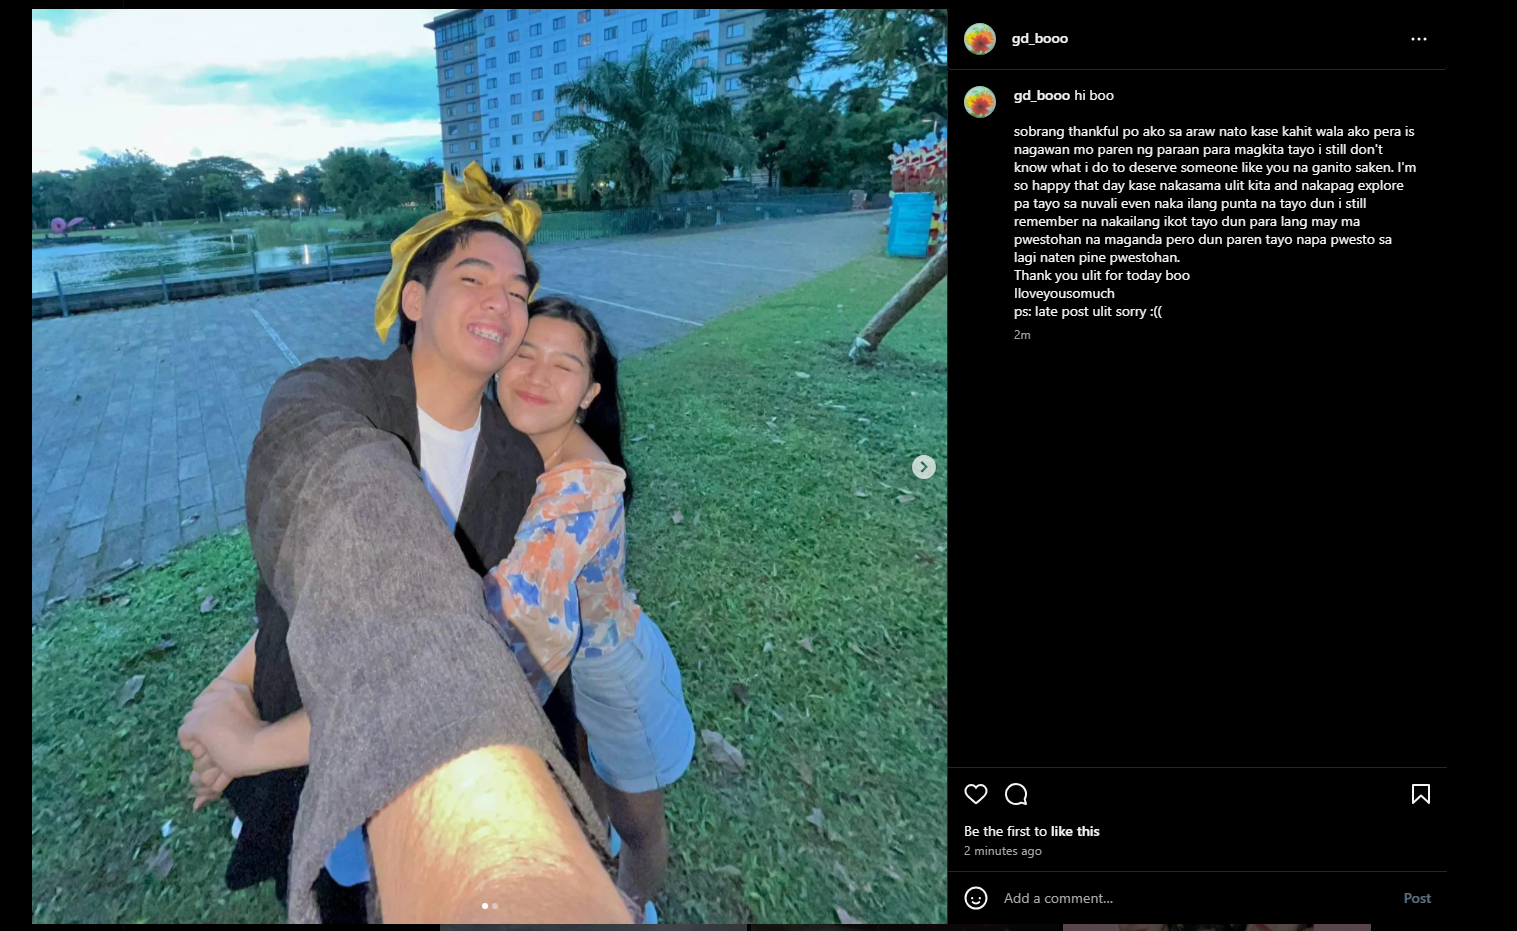 gd_booo
gd_booo hi boo
sobrang thankful po ako sa araw nato kase kahit wala ako pera is
nagawan mo paren ng paraan para magkita tayo i still don't
know what i do to deserve someone like you na ganito saken. I'm
so happy that day kase nakasama ulit kita and nakapag explore
pa tayo sa nuvali even naka ilang punta na tayo dun i still
remember na nakailang ikot tayo dun para lang may ma
pwestohan na maganda pero dun paren tayo napa pwesto sa
lagi naten pine pwestohan.
Thank you ulit for today boo
Iloveyousomuch
ps: late post ulit sorry :((
2m
Be the first to like this
2 minutes ago
Add a comment...
Post